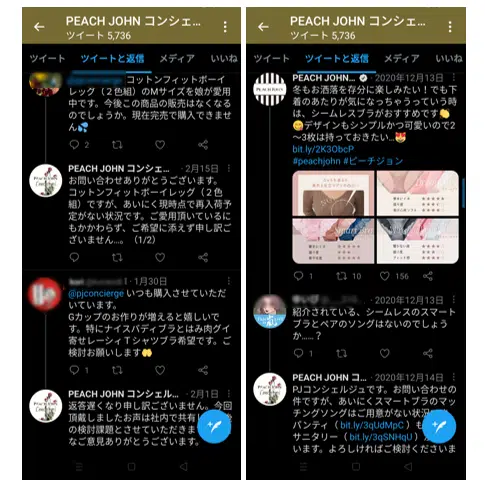 PEACH JOHN コンシェ…
ツイート 5,736
ツイート
ツイートと返信
メディア
いいね
コットンフィットボーイ
レッグ（２色組）のMサイズを娘が愛用
中です。今後この商品の販売はなくなる
のでしょうか。現在完売で購入できませ
ん💦
2
PEACH JOHN コンシェ… · 2月15日
お問い合わせありがとうございます。
コットンフィットボーイレッグ（２色
組）ですが、あいにく現時点で再入荷予
定がない状況です。ご愛用頂いているに
もかかわらず、ご希望に添えず申し訳ご
ざいません…。（1/2）
· 1月30日
@pjconcierge いつも購入させていただ
いています。
Gカップのお作りが増えると嬉しいで
す。特にナイスバディブラとはみ肉グイ
寄せレーシィＴシャツブラ希望です。ご
検討お願いします🤲
1
PEACH JOHN コンシェル… · 2月1日
返答遅くなり申し訳ございません。今回
頂戴しましたお声は社内で共有し
の検討課題とさせていただきま
なご意見ありがとうございます。
PEACH JOHN コンシェ…
ツイート 5,736
ツイート
ツイートと返信
メディア
いいね
PEACH JOHN… · 2020年12月13日
冬もお洒落を存分に楽しみたい！でも下
着のあたりが気になっちゃうっていう時
は、シームレスブラがおすすめです👏
😋デザインもシンプルかつ可愛いので2
〜3枚は持っておきたい..😻
bit.ly/2K3ObcP
#peachjohn #ピーチジョン
1
10
156
· 2020年12月13日
紹介されている、シームレスのスマート
ブラとペアのソングはないのでしょう
か……？
1
PEACH JOHN コ… · 2020年12月14日
PJコンシェルジュです。お問い合わせの
件ですが、あいにくスマートブラのマッ
チングソングはご用意がない状況
パンティ（ bit.ly/3qUdMpC ）も
サニタリー（ bit.ly/3qSNHqU ）
います。よろしければご検討くださいま